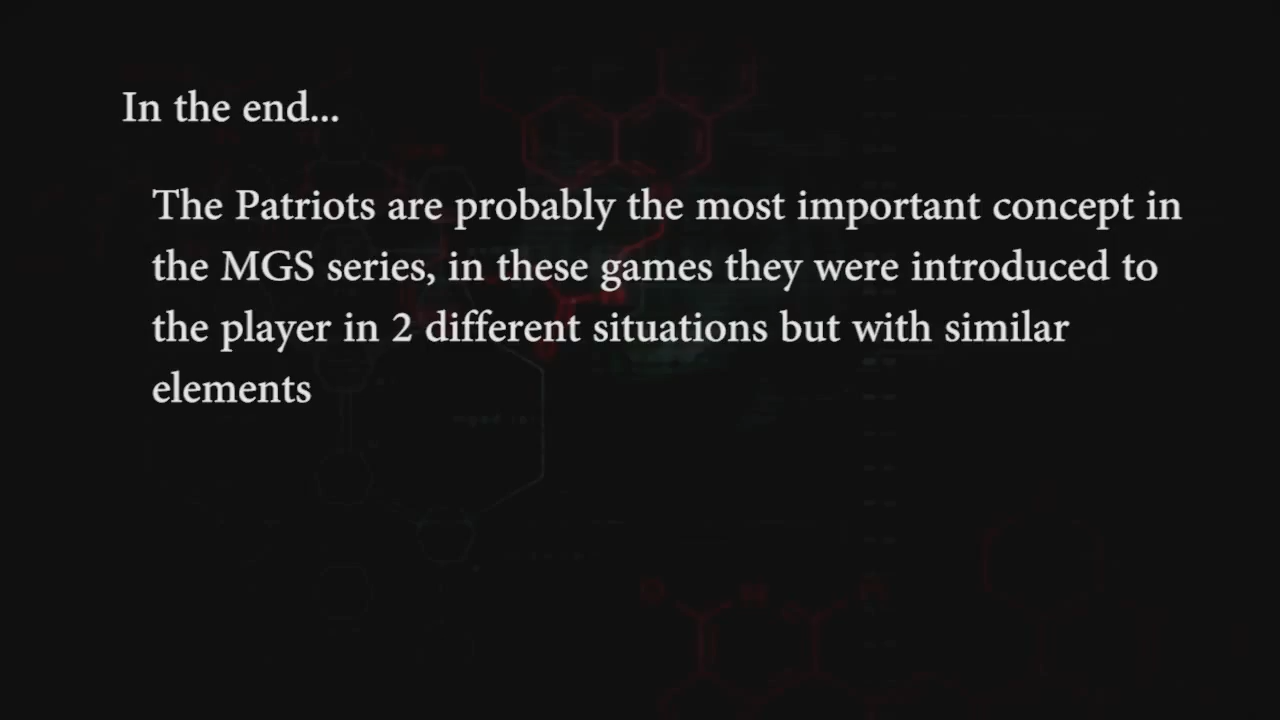 In the end...
The Patriots are probably the most important concept in
the MGS series, in these games they were introduced to
the player in 2 different situations but with similar
elements